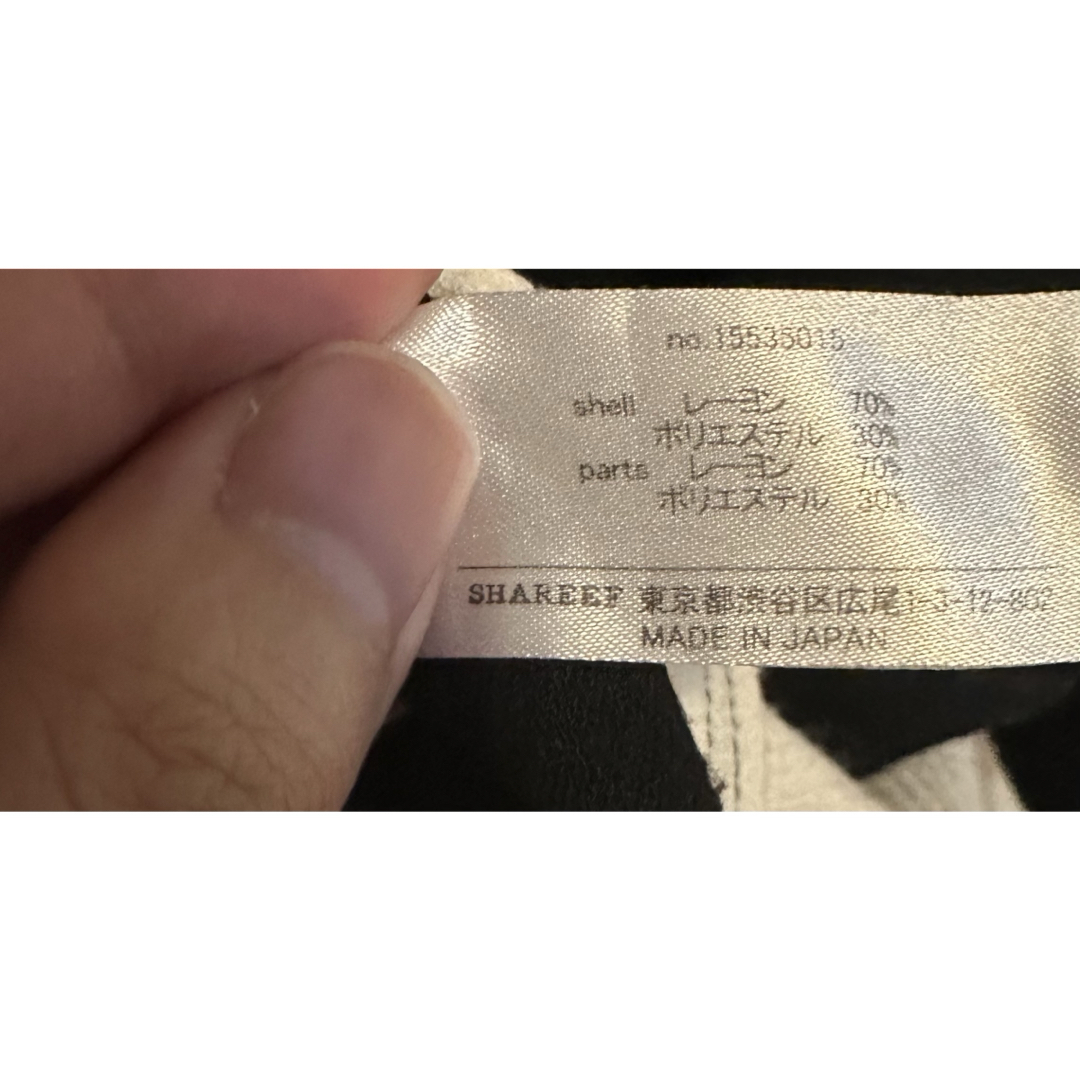 no.15535015
shell レーヨン 70%
ポリエステル 30%
parts レーヨン 70%
ポリエステル 30%
SHAREEF 東京都渋谷区広尾1-3-12-802
MADE IN JAPAN